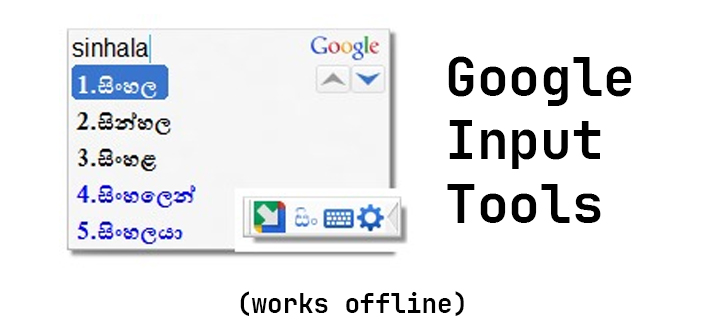 sinhala
Google
1.සිංහල
2.සින්හල
3.සිංහළ
4.සිංහලෙන්
5.සිංහලයා
සිං
Google
Input
Tools
(works offline)